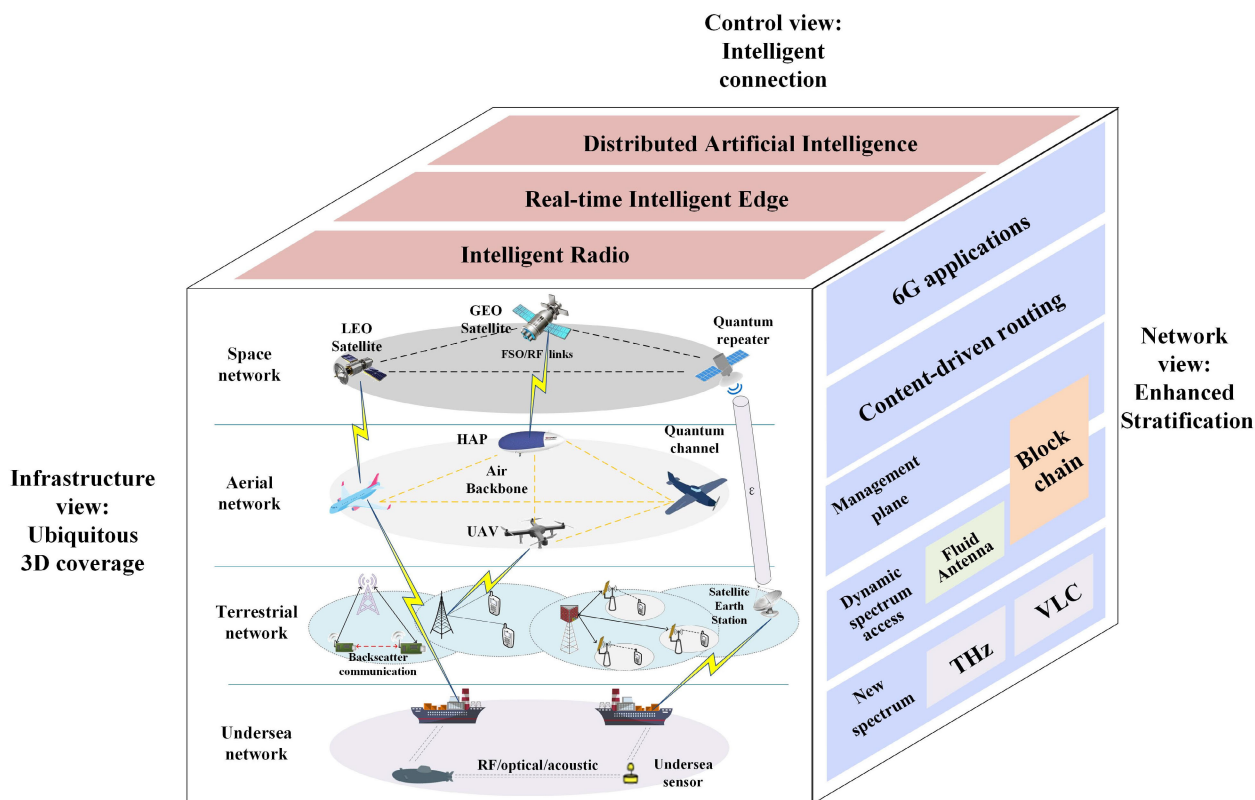 Control view:
Intelligent
connection
Distributed Artificial Intelligence
Real-time Intelligent Edge
Intelligent Radio
Infrastructure
view:
Ubiquitous
3D coverage
Space
network
LEO
Satellite
GEO
Satellite
FSO/RF links
Quantum
repeater
Aerial
network
HAP
Air
Backbone
UAV
Quantum
channel
ε
Terrestrial
network
Backscatter
communication
Satellite
Earth
Station
Undersea
network
RF/optical/acoustic
Undersea
sensor
6G applications
Content-driven routing
Management
plane
Block
chain
Dynamic
spectrum
access
Fluid
Antenna
New
spectrum
THz
VLC
Network
view:
Enhanced
Stratification